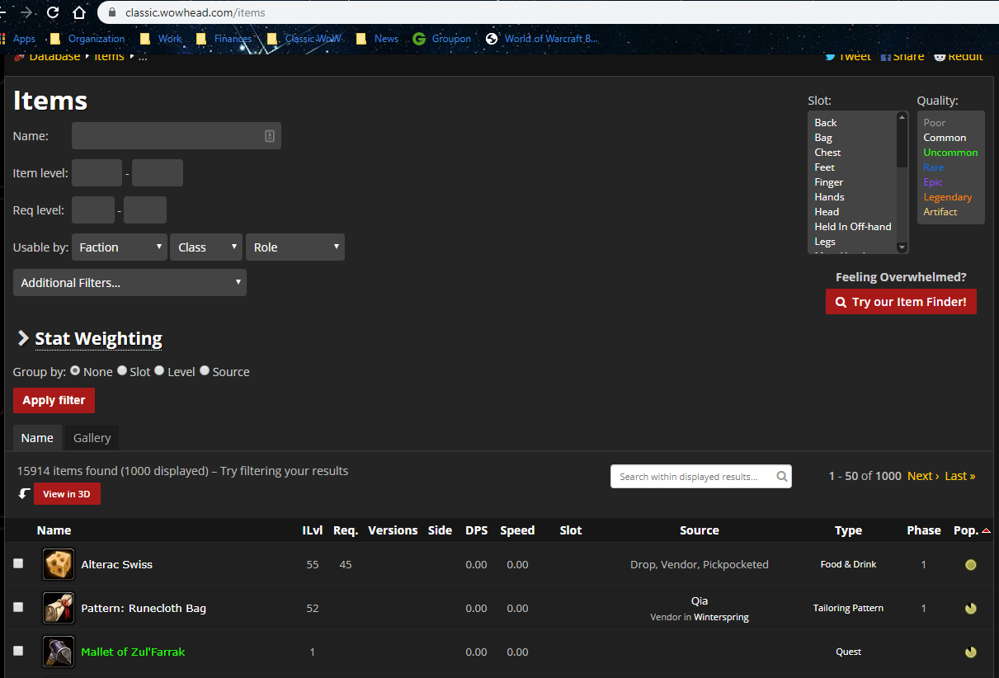 classic.wowhead.com/items
Apps Organization Work Finances Classic WoW News Groupon World of Warcraft B...
Database Items ... Tweet Share Reddit
Items
Name:
Item level: -
Req level: -
Usable by: Faction Class Role
Additional Filters...
Slot:
Back
Bag
Chest
Feet
Finger
Hands
Head
Held In Off-hand
Legs
Quality:
Poor
Common
Uncommon
Rare
Epic
Legendary
Artifact
Feeling Overwhelmed?
Try our Item Finder!
Stat Weighting
Group by: None Slot Level Source
Apply filter
Name Gallery
15914 items found (1000 displayed) – Try filtering your results
View in 3D
Search within displayed results...
1 - 50 of 1000 Next › Last »
Name ILvl Req. Versions Side DPS Speed Slot Source Type Phase Pop.
Alterac Swiss 55 45 0.00 0.00 Drop, Vendor, Pickpocketed Food & Drink 1
Pattern: Runecloth Bag 52 0.00 0.00 Qia Tailoring Pattern 1
Vendor in Winterspring
Mallet of Zul'Farrak 1 0.00 0.00 Quest